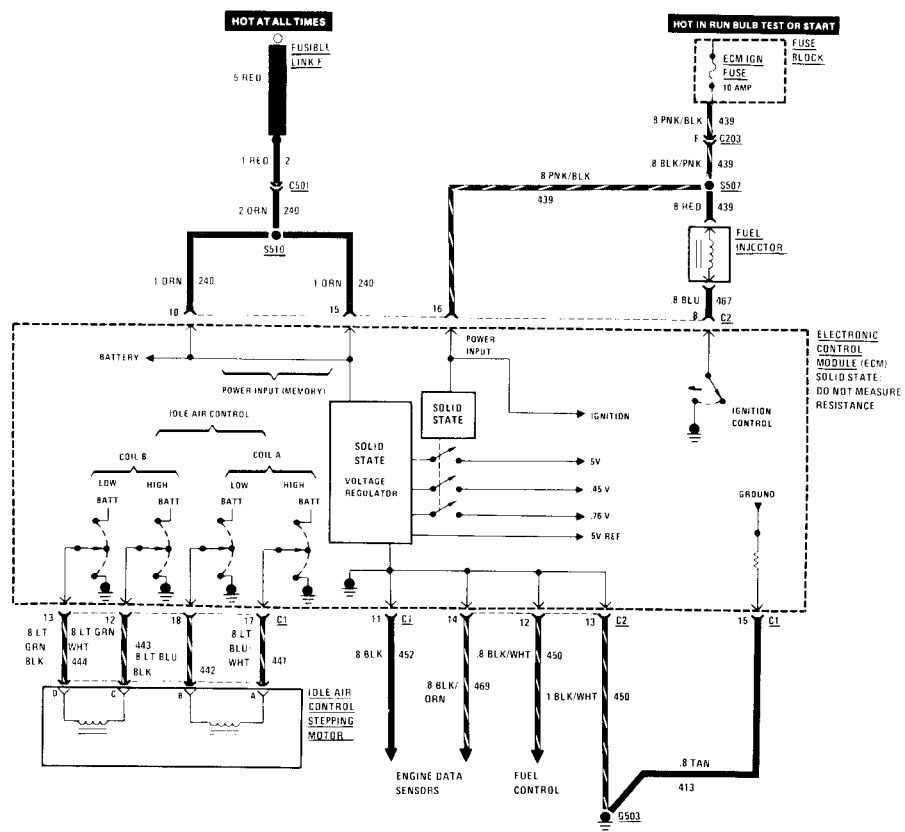 HOT AT ALL TIMES
HOT IN RUN BULB TEST OR START
FUSIBLE
LINK F
5 RED
ECM IGN
FUSE
10 AMP
FUSE
BLOCK
.8 PNK/BLK 439
F C203
.8 BLK/PNK 439
1 RED 2
C501
2 ORN 240
S510
.8 PNK/BLK
439
S507
.8 RED 439
FUEL
INJECTOR
1 ORN 240
1 ORN 240
.8 BLU 467
10
15
16
8 C2
BATTERY
POWER INPUT (MEMORY)
POWER
INPUT
ELECTRONIC
CONTROL
MODULE (ECM)
SOLID STATE:
DO NOT MEASURE
RESISTANCE
SOLID
STATE
IGNITION
IGNITION
CONTROL
IDLE AIR CONTROL
COIL B
COIL A
LOW
HIGH
LOW
HIGH
BATT
BATT
BATT
BATT
SOLID
STATE
VOLTAGE
REGULATOR
5V
.45 V
.76 V
5V REF
GROUND
13
12
18
17 C1
11
14
12
13 C2
15 C1
8 LT
GRN
BLK
444
8 LT GRN
WHT
443
8 LT BLU
BLK
442
8 LT
BLU-
WHT
441
.8 BLK 452
.8 BLK/
ORN
469
.8 BLK/WHT 450
1 BLK/WHT 450
D
C
B
A
IDLE AIR
CONTROL
STEPPING
MOTOR
ENGINE DATA
SENSORS
FUEL
CONTROL
.8 TAN
413
G503